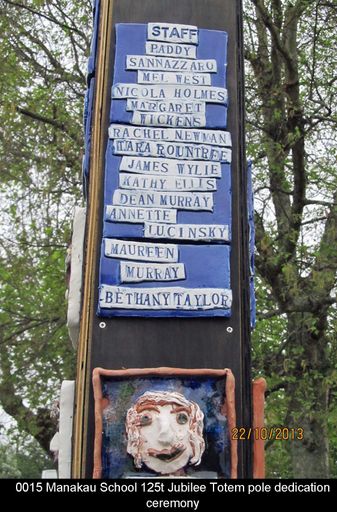 STAFF
PADDY
SANNAZZARO
MEL WEST
NICOLA HOLMES
MARGARET
WICKENS
RACHEL NEWMAN
TARA ROUNTREE
JAMES WYLIE
KATHY ELLIS
DEAN MURRAY
ANNETTE
LUCINSKY
MAUREEN
MURRAY
BETHANY TAYLOR
22/10/2013
0015 Manakau School 125t Jubilee Totem pole dedication
ceremony